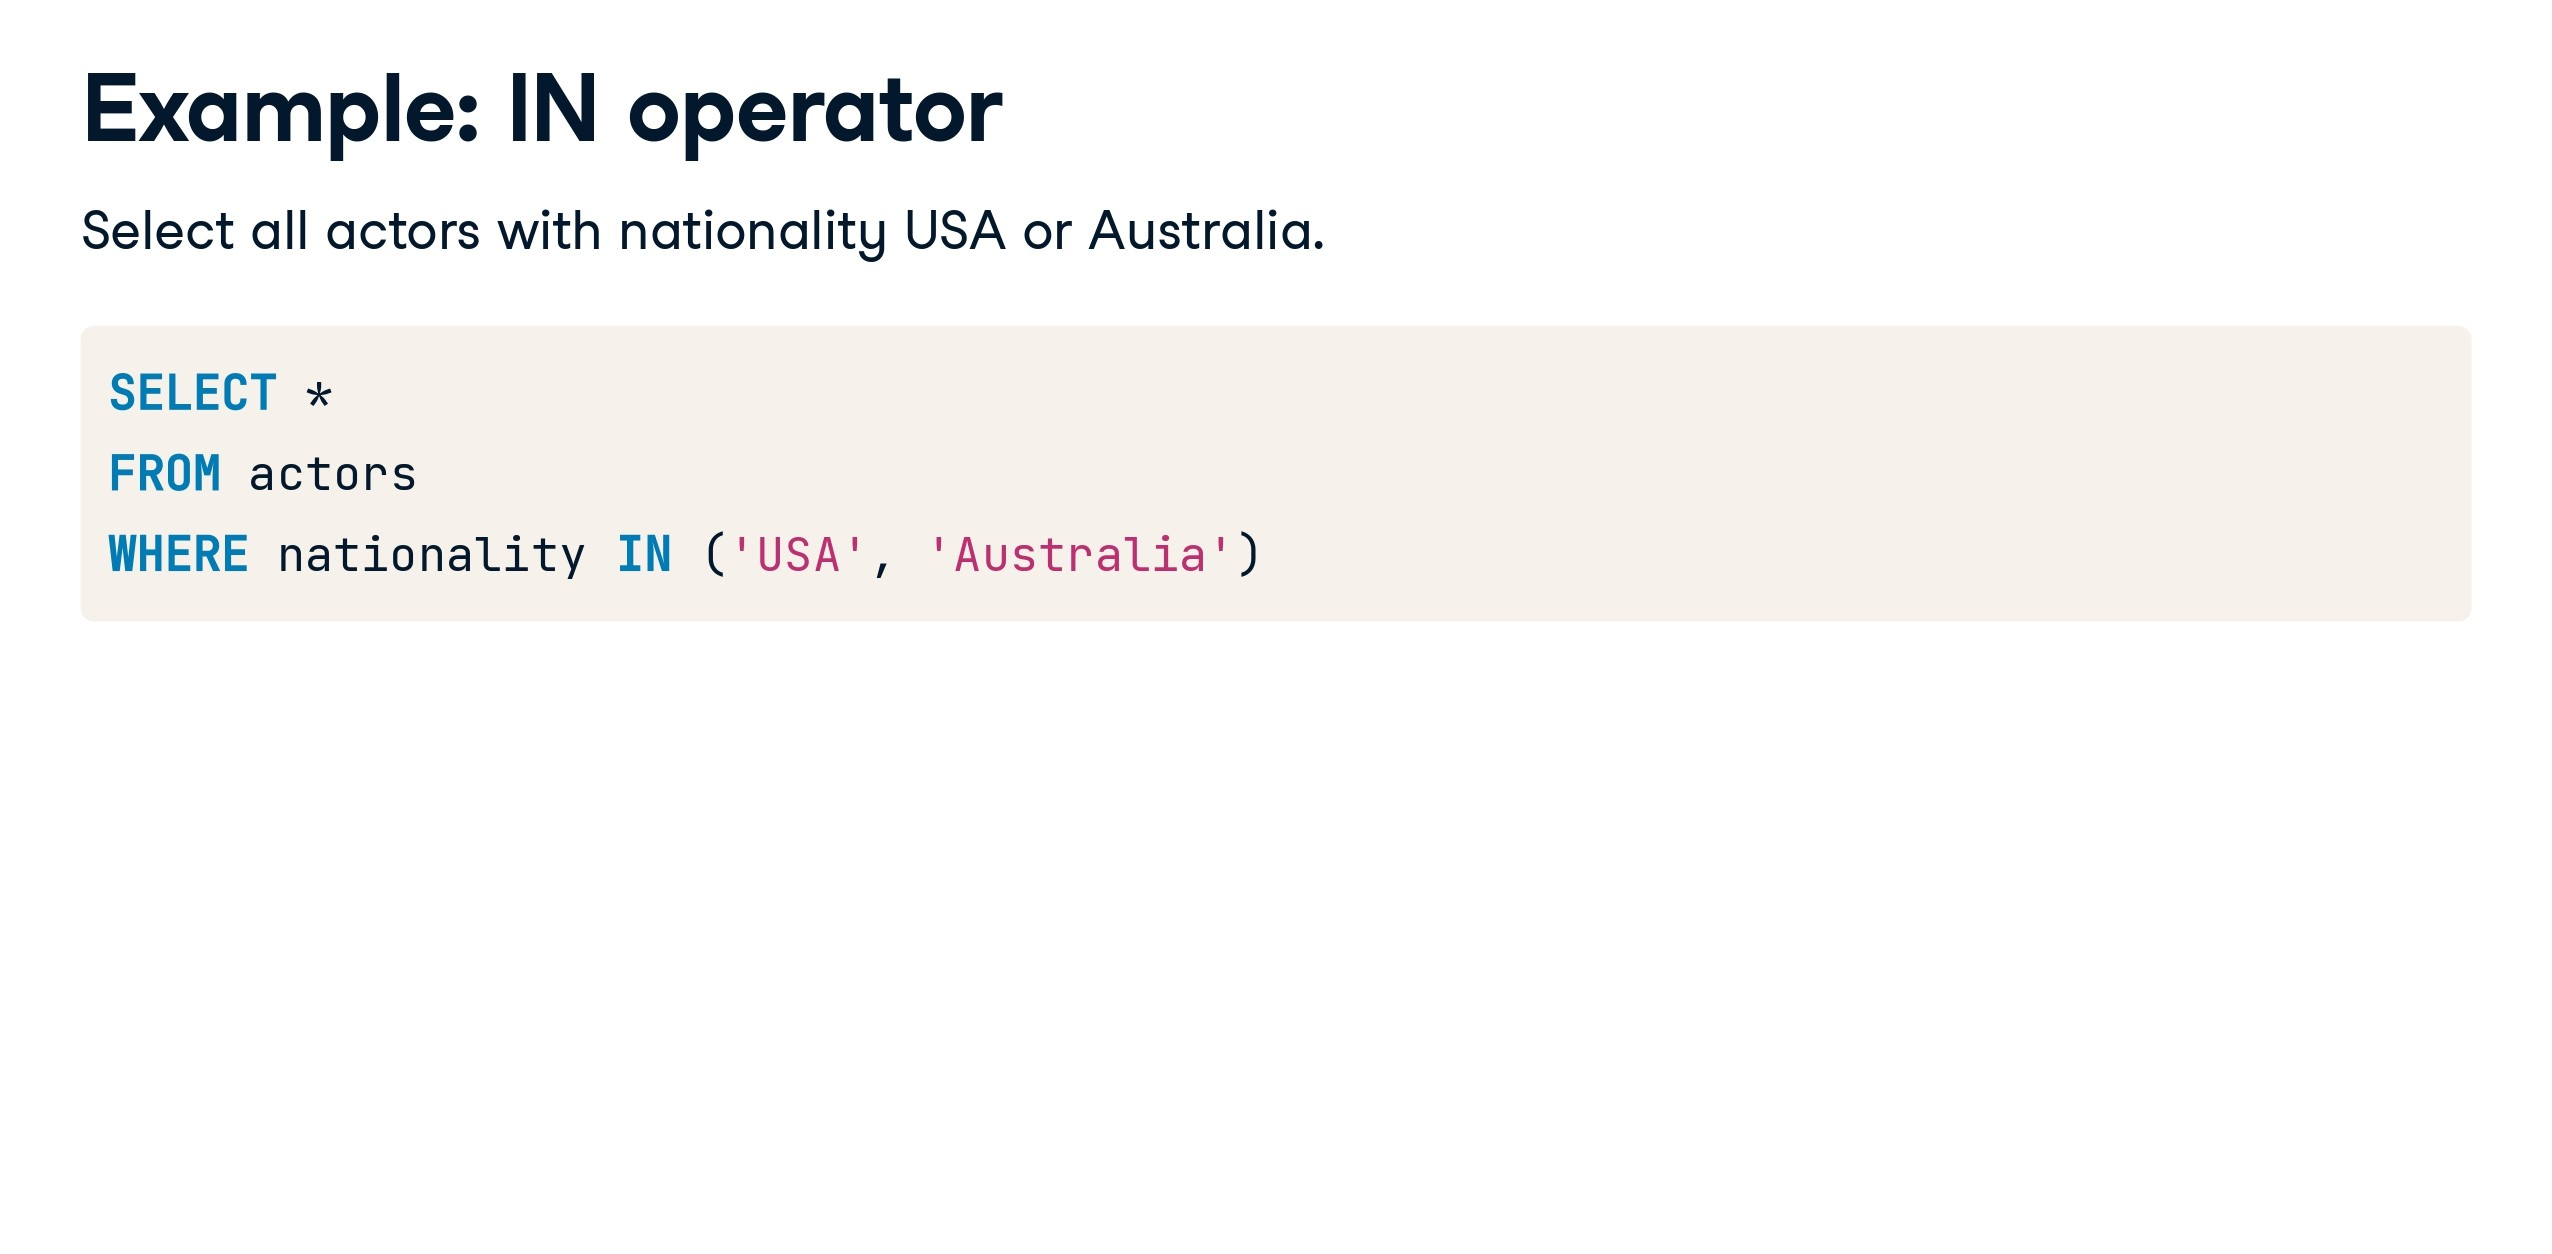 Example: IN operator
Select all actors with nationality USA or Australia.
SELECT *
FROM actors
WHERE nationality IN ('USA', 'Australia')